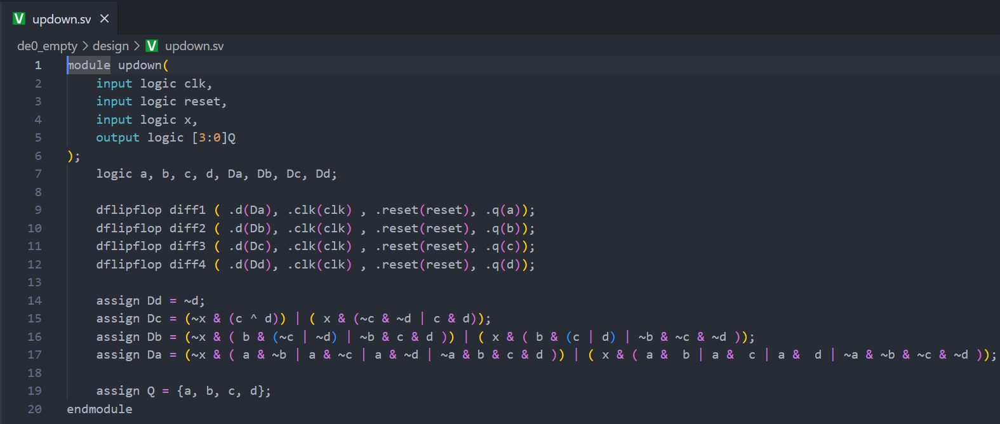 V updown.sv ×
de0_empty > design > V updown.sv
1 module updown(
2     input logic clk,
3     input logic reset,
4     input logic x,
5     output logic [3:0]Q
6 );
7     logic a, b, c, d, Da, Db, Dc, Dd;
8
9     dflipflop diff1 ( .d(Da), .clk(clk) , .reset(reset), .q(a));
10     dflipflop diff2 ( .d(Db), .clk(clk) , .reset(reset), .q(b));
11     dflipflop diff3 ( .d(Dc), .clk(clk) , .reset(reset), .q(c));
12     dflipflop diff4 ( .d(Dd), .clk(clk) , .reset(reset), .q(d));
13
14     assign Dd = ~d;
15     assign Dc = (~x & (c ^ d)) | ( x & (~c & ~d | c & d));
16     assign Db = (~x & ( b & (~c | ~d) | ~b & c & d )) | ( x & ( b & (c | d) | ~b & ~c & ~d ));
17     assign Da = (~x & ( a & ~b | a & ~c | a & ~d | ~a & b & c & d )) | ( x & ( a &  b | a &  c | a &  d | ~a & ~b & ~c & ~d ));
18
19     assign Q = {a, b, c, d};
20 endmodule